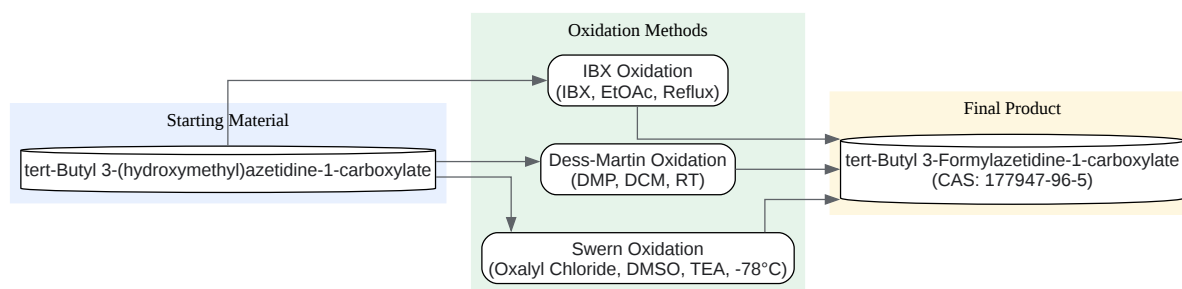 Oxidation Methods
IBX Oxidation
(IBX, EtOAc, Reflux)
Starting Material
tert-Butyl 3-(hydroxymethyl)azetidine-1-carboxylate
Dess-Martin Oxidation
(DMP, DCM, RT)
Swern Oxidation
(Oxalyl Chloride, DMSO, TEA, -78°C)
Final Product
tert-Butyl 3-Formylazetidine-1-carboxylate
(CAS: 177947-96-5)